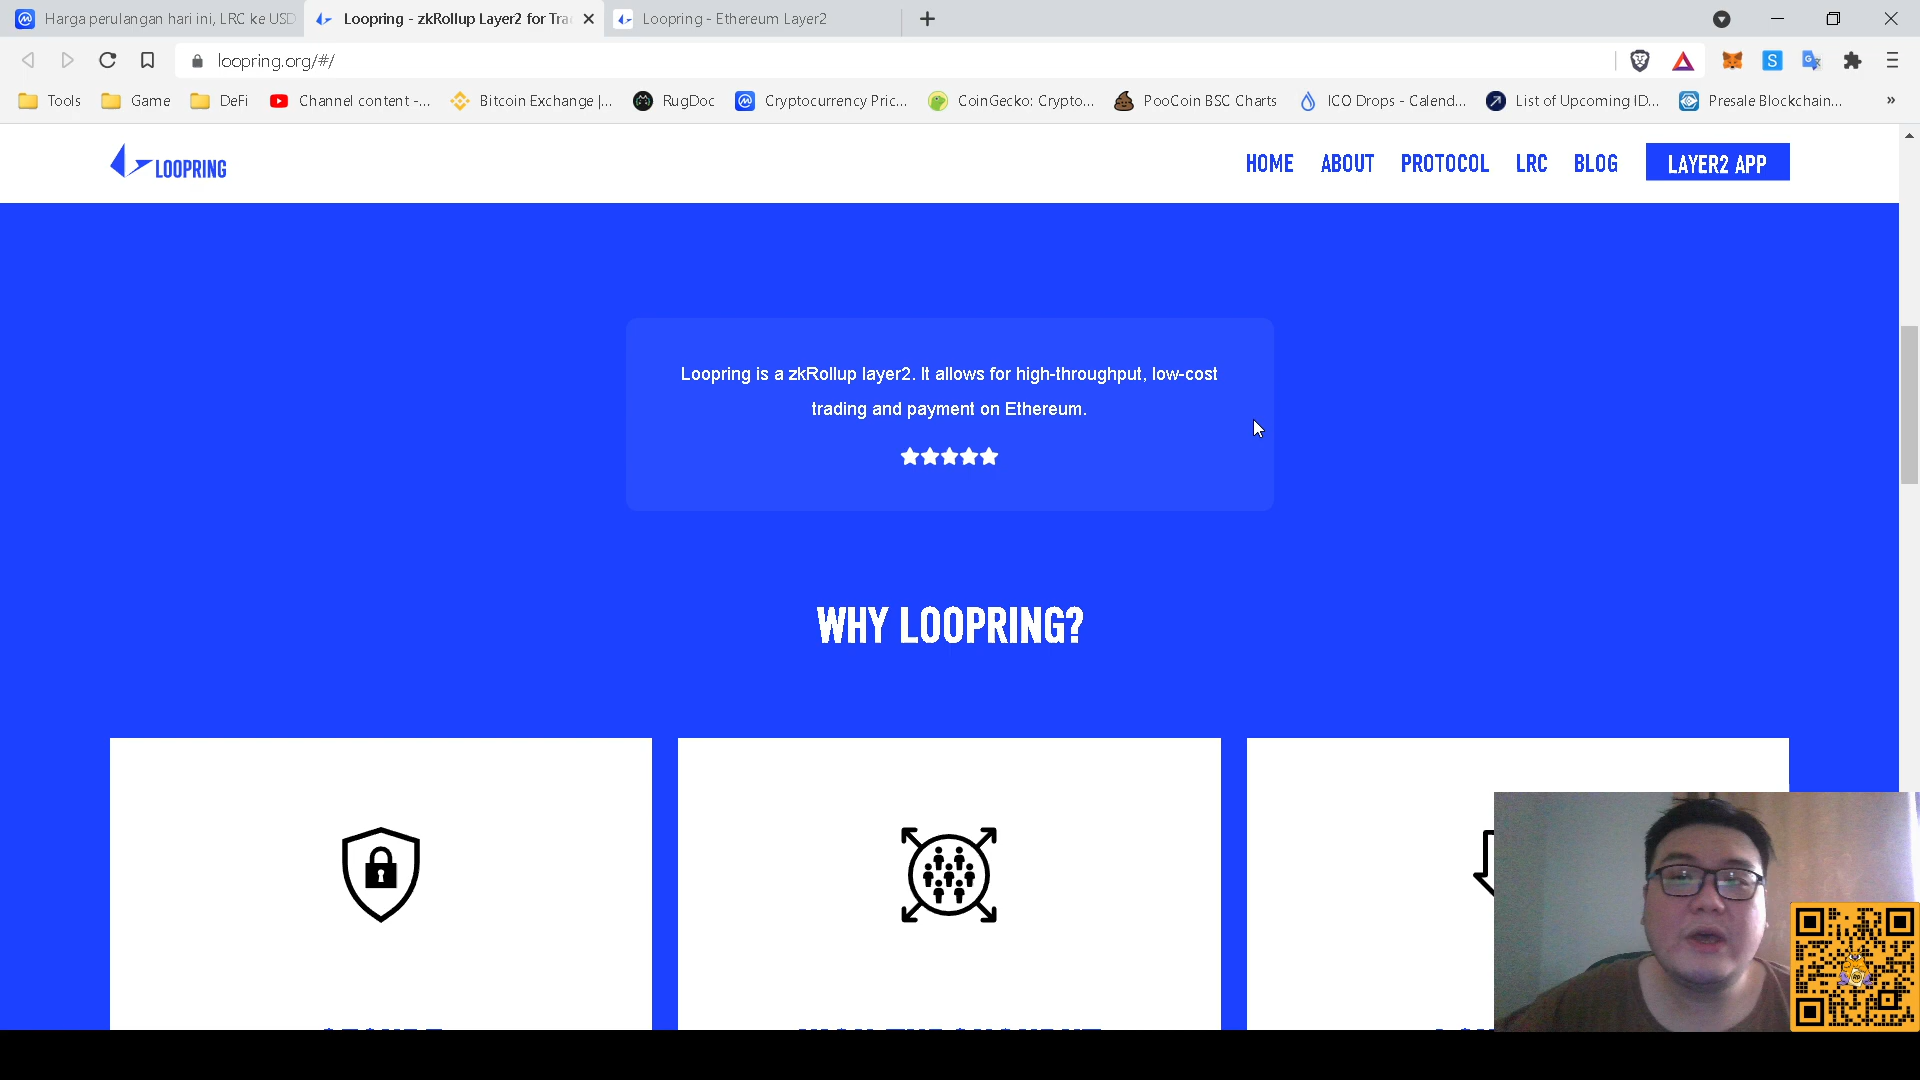 Harga perulangan hari ini, LRC ke USD
Loopring - zkRollup Layer2 for Tra
Loopring - Ethereum Layer2
loopring.org/#/
Tools
Game
DeFi
Channel content -...
Bitcoin Exchange |...
RugDoc
Cryptocurrency Pric...
CoinGecko: Crypto...
PooCoin BSC Charts
ICO Drops - Calend...
List of Upcoming ID...
Presale Blockchain...
»
LOOPRING
HOME
ABOUT
PROTOCOL
LRC
BLOG
LAYER2 APP
Loopring is a zkRollup layer2. It allows for high-throughput, low-cost
trading and payment on Ethereum.
WHY LOOPRING?